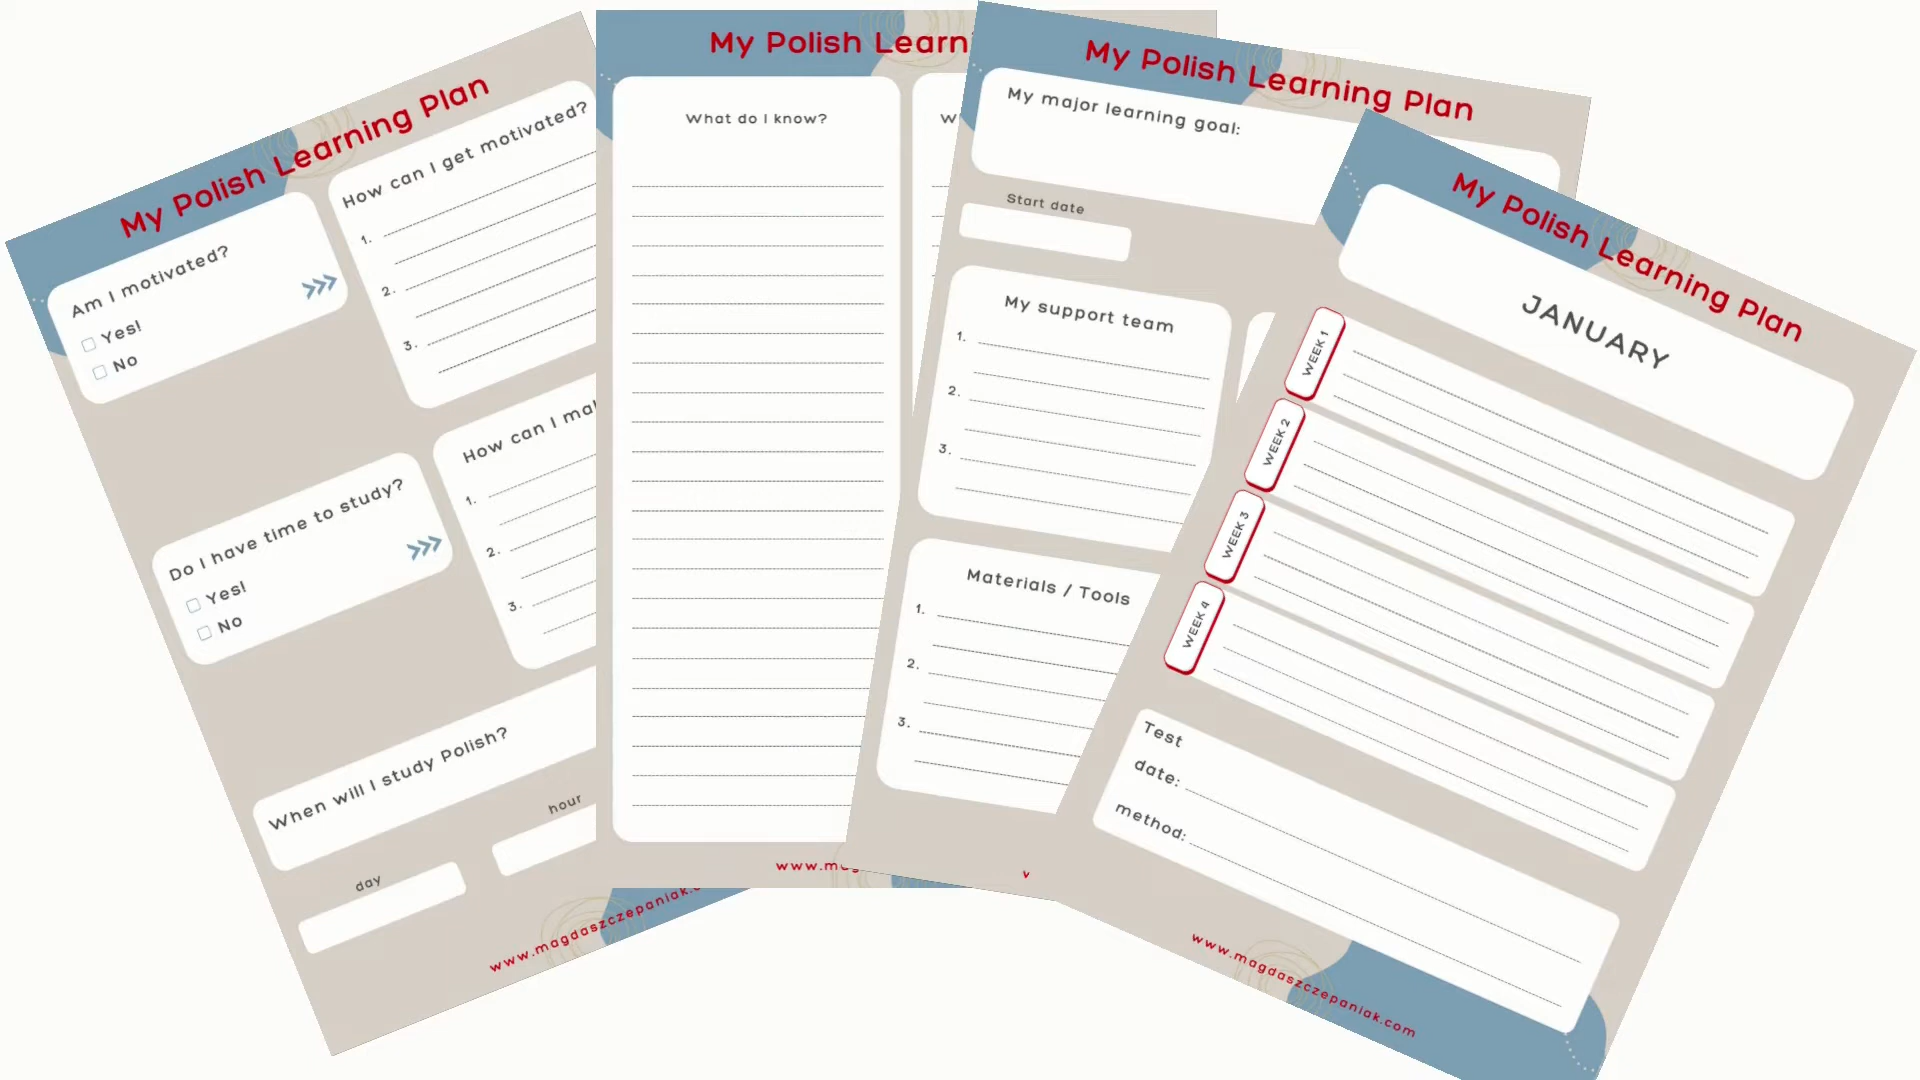 My Polish Learning Plan
Am I motivated?
Yes!
No
How can I get motivated?
1.
2.
3.
Do I have time to study?
Yes!
No
How can I
1.
2.
3.
When will I study Polish?
day
hour
www.magdaszczepaniak.
My Polish Learn
What do I know?
W
www.m
My Polish Learning Plan
My major learning goal:
Start date
My support team
1.
2.
3.
Materials / Tools
1.
2.
3.
My Polish Learning Plan
JANUARY
WEEK 1
WEEK 2
WEEK 3
WEEK 4
Test
date:
method:
www.magdaszczepaniak.com